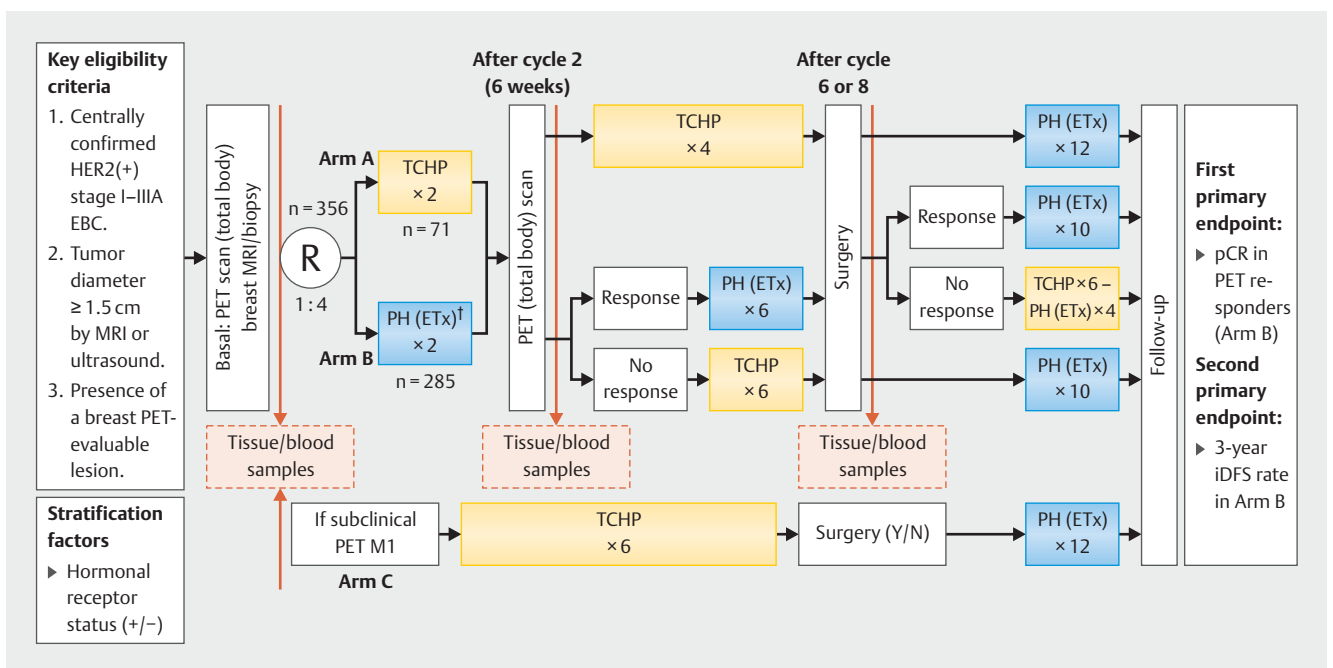 Key eligibility
criteria
1. Centrally
confirmed
HER2(+)
stage I–IIIA
EBC.
2. Tumor
diameter
≥ 1.5 cm
by MRI or
ultrasound.
3. Presence of
a breast PET-
evaluable
lesion.
Stratification
factors
▶ Hormonal
receptor
status (+/−)
Basal: PET scan (total body)
breast MRI/biopsy
n = 356
R
1 : 4
Arm A
TCHP
× 2
n = 71
PH (ETx)†
× 2
Arm B
n = 285
Tissue/blood
samples
After cycle 2
(6 weeks)
PET (total body) scan
Tissue/blood
samples
TCHP
× 4
Response
PH (ETx)
× 6
No
response
TCHP
× 6
After cycle
6 or 8
Surgery
Tissue/blood
samples
PH (ETx)
× 12
Response
PH (ETx)
× 10
No
response
TCHP × 6 –
PH (ETx) × 4
PH (ETx)
× 10
If subclinical
PET M1
Arm C
TCHP
× 6
Surgery (Y/N)
PH (ETx)
× 12
Follow-up
First
primary
endpoint:
▶ pCR in
PET re-
sponders
(Arm B)
Second
primary
endpoint:
▶ 3-year
iDFS rate
in Arm B